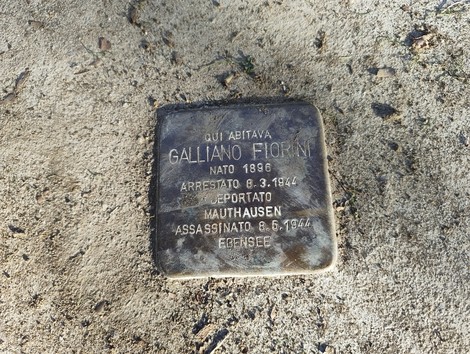 QUI ABITAVA
GALLIANO FIORINI
NATO 1896
ARRESTATO 8.3.1944
DEPORTATO
MAUTHAUSEN
ASSASSINATO 8.5.1944
EBENSEE